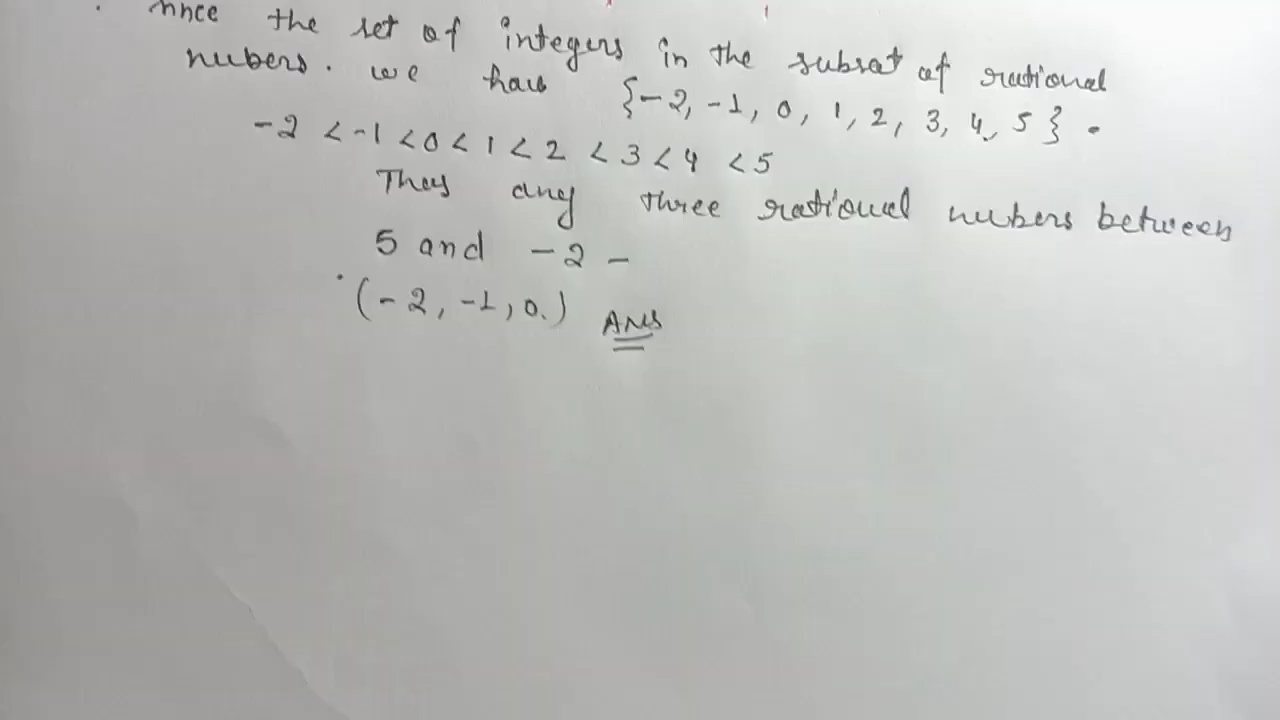 the set of integers in the subset of rational
nubers. we have {-2, -1, 0, 1, 2, 3, 4, 5}.
-2 < -1 < 0 < 1 < 2 < 3 < 4 < 5
Thus any three rational nubers between
5 and -2 -
(-2, -1, 0.) Ans